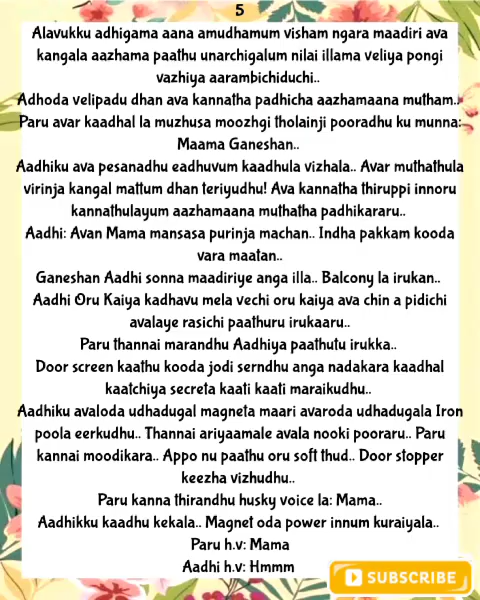 5
Alavukku adhigama aana amudhamum visham ngara maadiri ava
kangala aazhama paathu unarchigalum nilai illama veliya pongi
vazhiya aarambichiduchi..
Adhoda velipadu dhan ava kannatha padhicha aazhamaana mutham..
Paru avar kaadhal la muzhusa moozhgi tholainji pooradhu ku munna:
Maama Ganeshan..
Aadhiku ava pesanadhu eadhuvum kaadhula vizhala.. Avar muthathula
virinja kangal mattum dhan teriyudhu! Ava kannatha thiruppi innoru
kannathulayum aazhamaana muthatha padhikararu..
Aadhi: Avan Mama mansasa purinja machan.. Indha pakkam kooda
vara maatan..
Ganeshan Aadhi sonna maadiriye anga illa.. Balcony la irukan..
Aadhi Oru Kaiya kadhavu mela vechi oru kaiya ava chin a pidichi
avalaye rasichi paathuru irukaaru..
Paru thannai marandhu Aadhiya paathutu irukka..
Door screen kaathu kooda jodi serndhu anga nadakara kaadhal
kaatchiya secreta kaati kaati maraikudhu..
Aadhiku avaloda udhadugal magneta maari avaroda udhadugala Iron
poola eerkudhu.. Thannai ariyaamale avala nooki pooraru.. Paru
kannai moodikara.. Appo nu paathu oru soft thud.. Door stopper
keezha vizhudhu..
Paru kanna thirandhu husky voice la: Mama..
Aadhikku kaadhu kekala.. Magnet oda power innum kuraiyala..
Paru h.v: Mama
Aadhi h.v: Hmmm
SUBSCRIBE